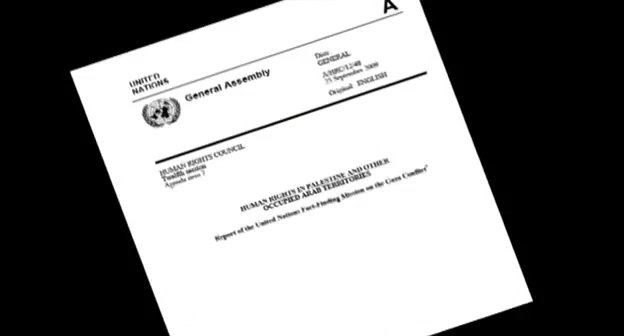 A
UNITED
NATIONS
General Assembly
Distr.
GENERAL
A/HRC/12/48
25 September 2009
Original: ENGLISH
HUMAN RIGHTS COUNCIL
Twelfth session
Agenda item 7
HUMAN RIGHTS IN PALESTINE AND OTHER
OCCUPIED ARAB TERRITORIES
Report of the United Nations Fact-Finding Mission on the Gaza Conflict*